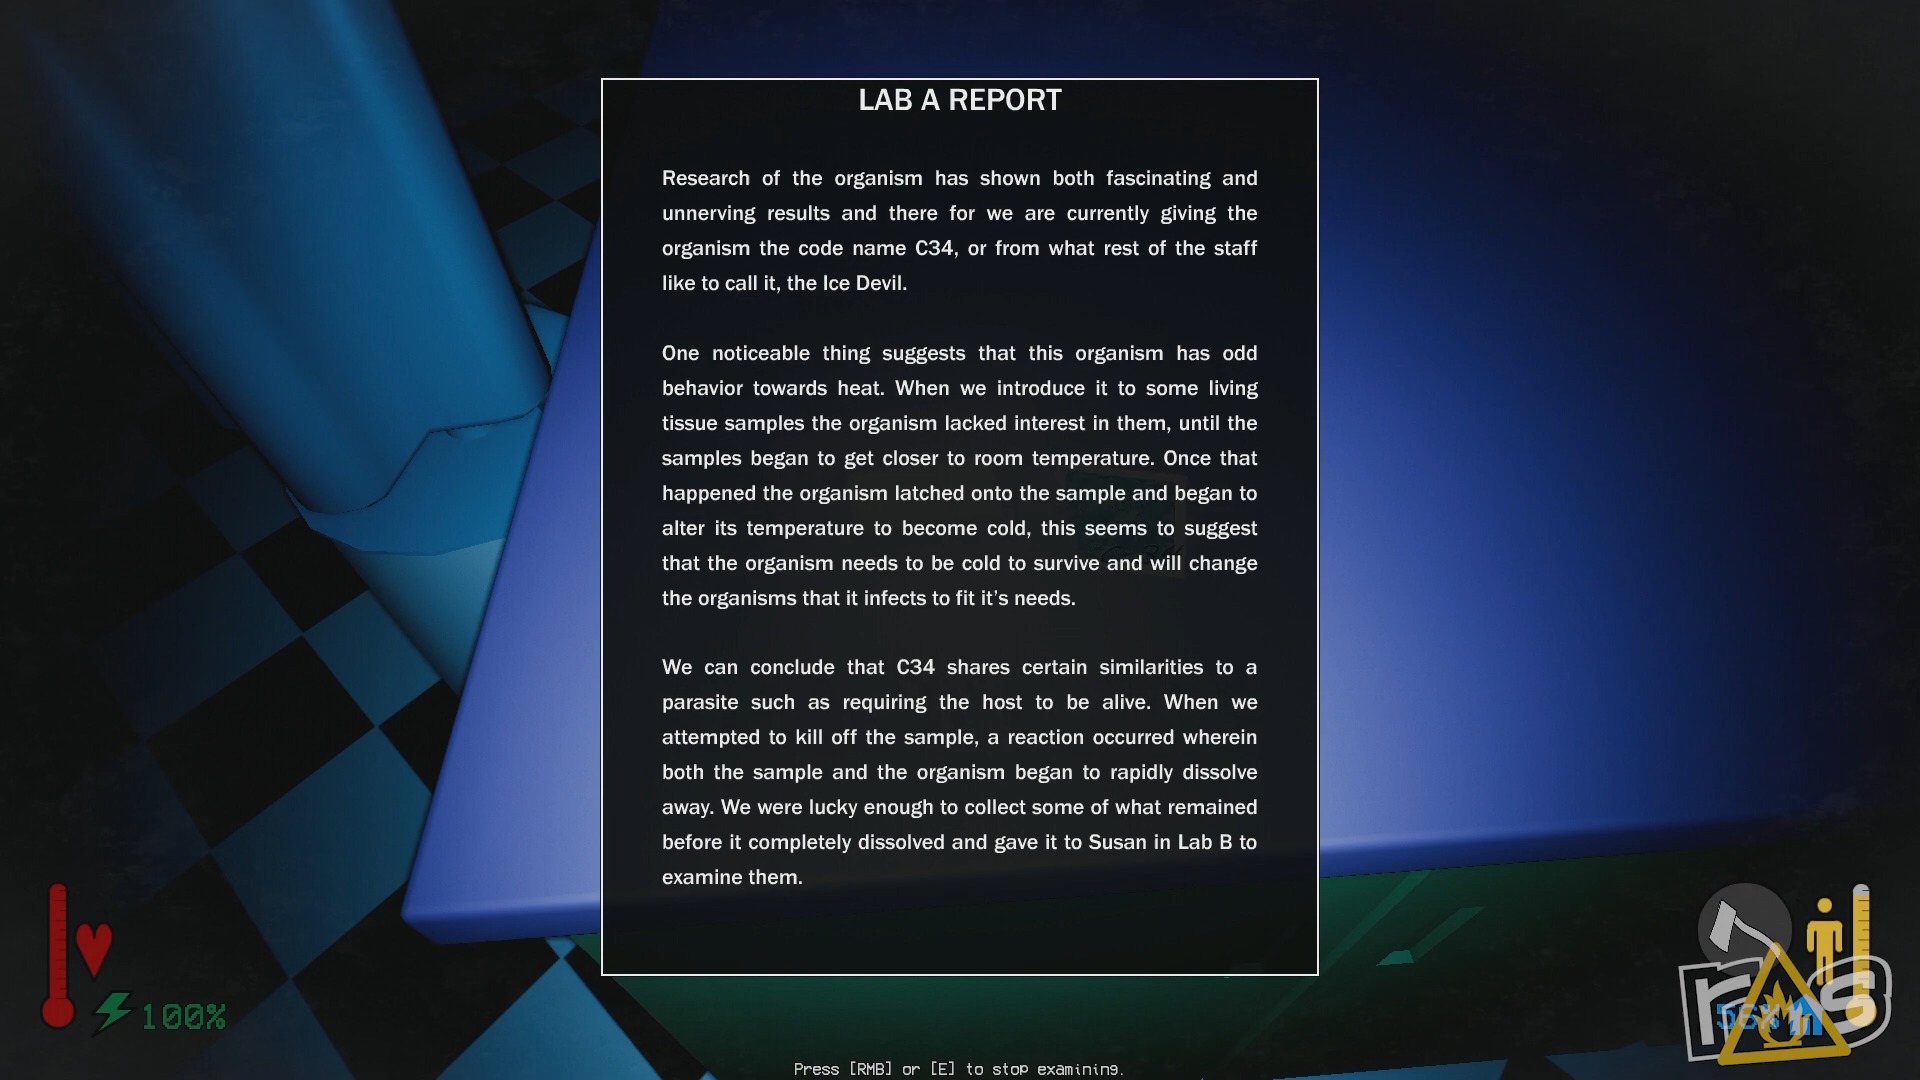 LAB A REPORT
Research of the organism has shown both fascinating and
unnerving results and there for we are currently giving the
organism the code name C34, or from what rest of the staff
like to call it, the Ice Devil.
One noticeable thing suggests that this organism has odd
behavior towards heat. When we introduce it to some living
tissue samples the organism lacked interest in them, until the
samples began to get closer to room temperature. Once that
happened the organism latched onto the sample and began to
alter its temperature to become cold, this seems to suggest
that the organism needs to be cold to survive and will change
the organisms that it infects to fit it’s needs.
We can conclude that C34 shares certain similarities to a
parasite such as requiring the host to be alive. When we
attempted to kill off the sample, a reaction occurred wherein
both the sample and the organism began to rapidly dissolve
away. We were lucky enough to collect some of what remained
before it completely dissolved and gave it to Susan in Lab B to
examine them.
100%
Press [RMB] or [E] to stop examining.